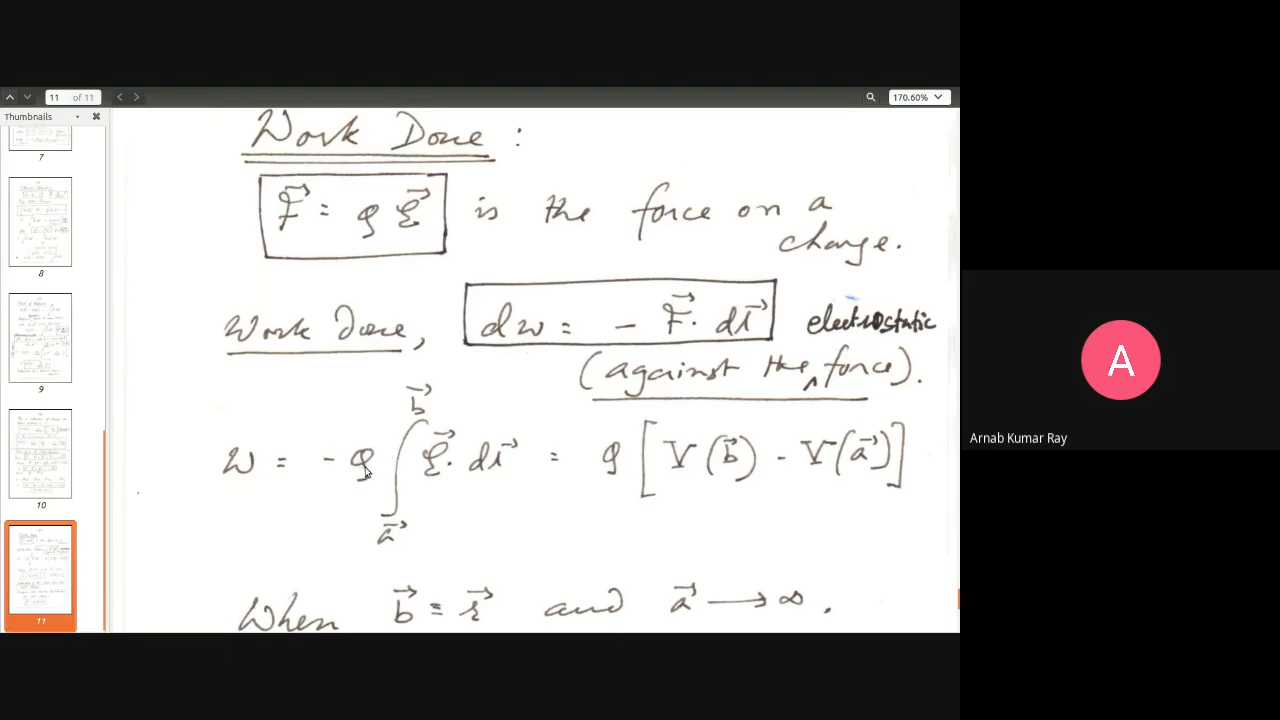 11 of 11
170.60%
Thumbnails
7
8
9
10
11
Work Done :
F⃗ = q E⃗ is the force on a
charge.
Work Done, dW = - F⃗ . dl⃗ electrostatic
(against the ^ force).
W = - q ∫ₐ⃗^b⃗ E⃗ . dl⃗ = q [ V(b⃗) - V(a⃗) ]
When b⃗ = r⃗ and a⃗ → ∞ .
A
Arnab Kumar Ray